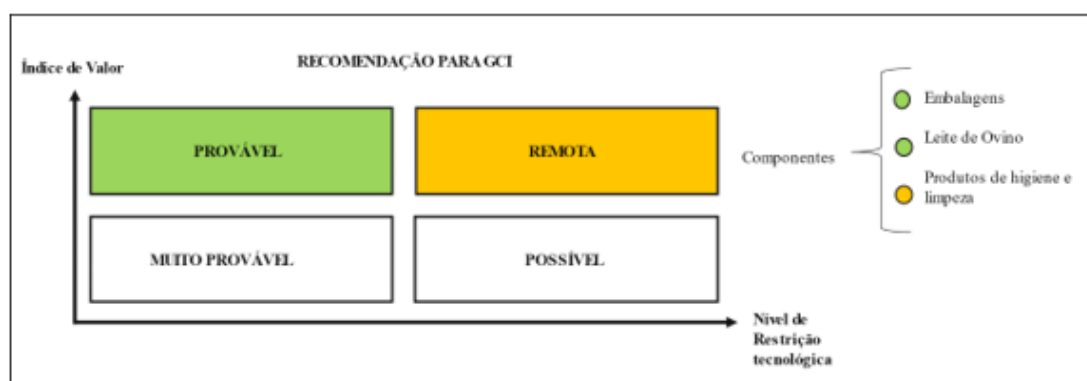 RECOMENDAÇÃO PARA GCI
Índice de Valor
PROVÁVEL
REMOTA
MUITO PROVÁVEL
POSSÍVEL
Nível de
Restrição
tecnológica
Componentes
Embalagens
Leite de Ovino
Produtos de higiene e
limpeza